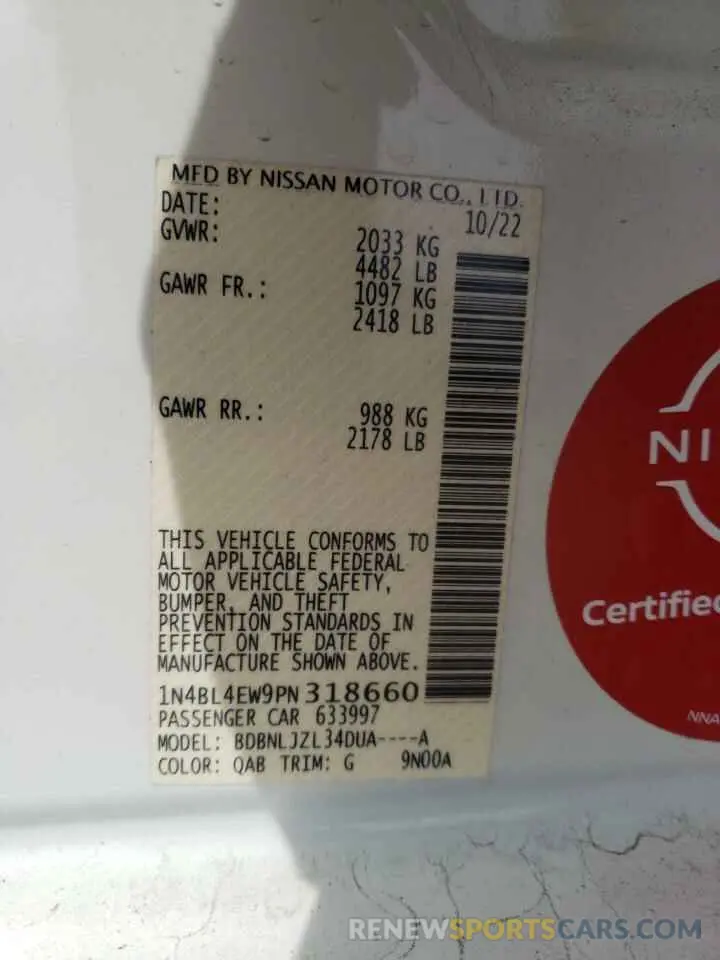 MFD BY NISSAN MOTOR CO., LTD.
DATE: 10/22
GVWR: 2033 KG
4482 LB
GAWR FR.: 1097 KG
2418 LB
GAWR RR.: 988 KG
2178 LB
THIS VEHICLE CONFORMS TO
ALL APPLICABLE FEDERAL
MOTOR VEHICLE SAFETY,
BUMPER, AND THEFT
PREVENTION STANDARDS IN
EFFECT ON THE DATE OF
MANUFACTURE SHOWN ABOVE.
1N4BL4EW9PN318660
PASSENGER CAR 633997
MODEL: BDBNLJZL34DUA----A
COLOR: QAB TRIM: G 9N00A
NI
Certified
NNA
RENEWSPORTSCARS.COM